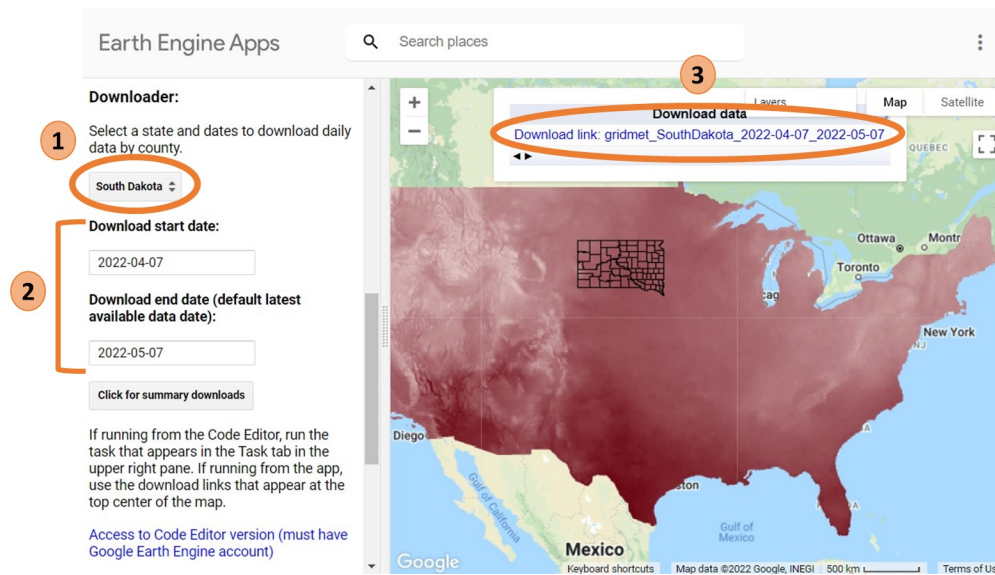 Earth Engine Apps
Search places
3
Downloader:
1
Select a state and dates to download daily
data by county.
South Dakota
2
Download start date:
2022-04-07
Download end date (default latest
available data date):
2022-05-07
Click for summary downloads
If running from the Code Editor, run the
task that appears in the Task tab in the
upper right pane. If running from the app,
use the download links that appear at the
top center of the map.
Access to Code Editor version (must have
Google Earth Engine account)
+
−
Layers
Map
Satellite
Download data
Download link: gridmet_SouthDakota_2022-04-07_2022-05-07
QUEBEC
Ottawa
Montr
Toronto
cag
New York
NJ
Diego
A
ston
A
Gulf of
California
Gulf of
Mexico
Mexico
Google
Keyboard shortcuts
Map data ©2022 Google, INEGI
500 km
Terms of Us